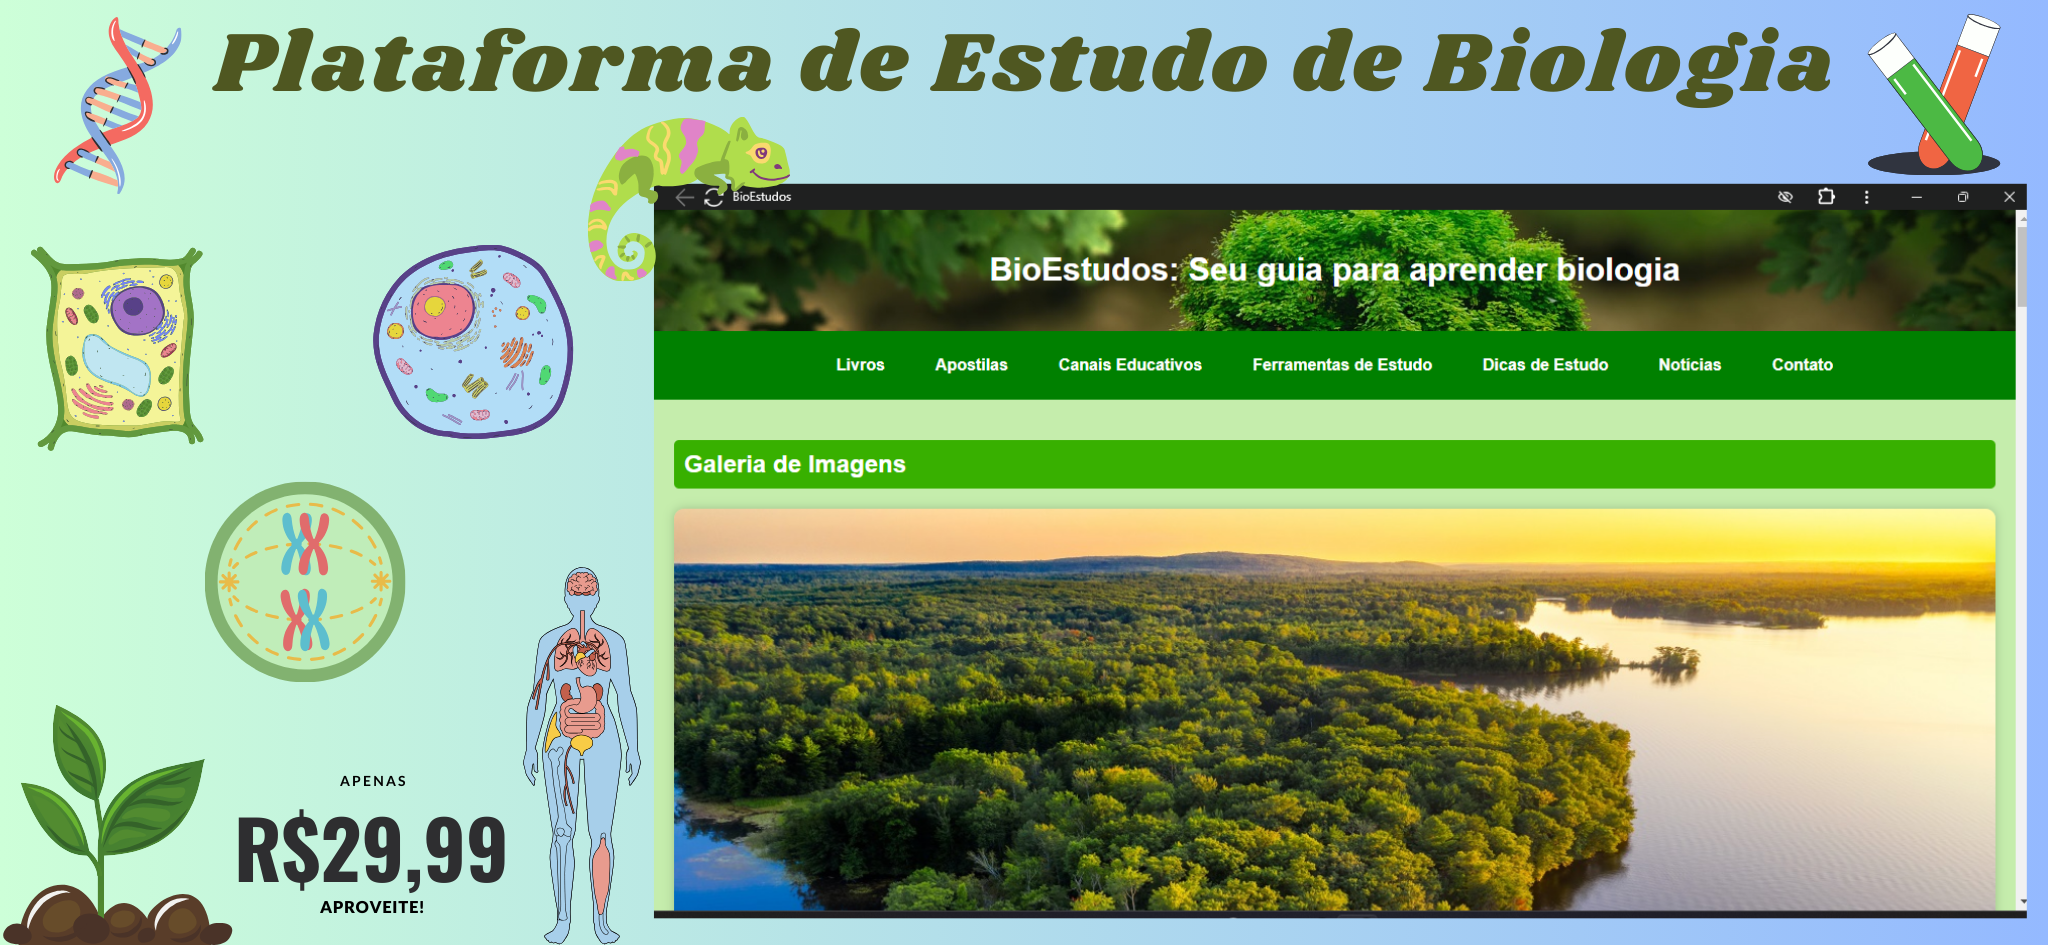 Plataforma de Estudo de Biologia
BioEstudos
BioEstudos: Seu guia para aprender biologia
Livros Apostilas Canais Educativos Ferramentas de Estudo Dicas de Estudo Notícias Contato
Galeria de Imagens
APENAS
R$29,99
APROVEITE!